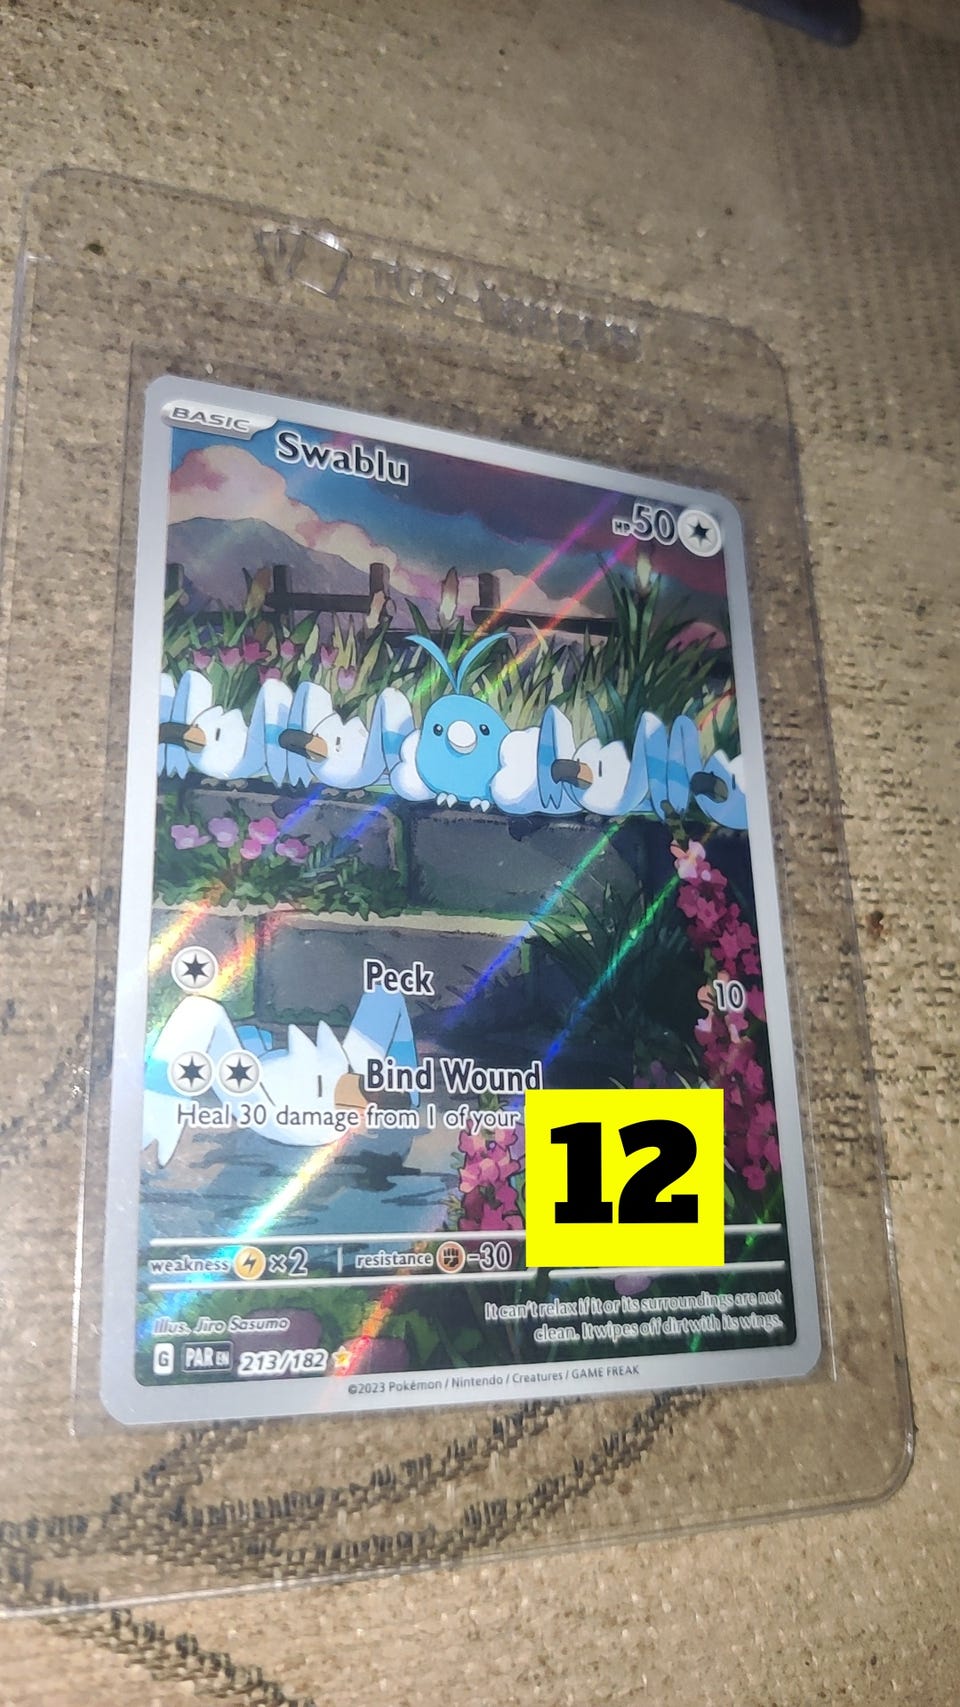 BASIC
Swablu
HP 50
Peck 10
Bind Wound
Heal 30 damage from 1 of your
12
weakness ×2 resistance -30
It can't relax if it or its surroundings are not
clean. It wipes off dirt with its wings.
Illus. Jiro Sasumo
G PAR EN 213/182
©2023 Pokémon / Nintendo / Creatures / GAME FREAK